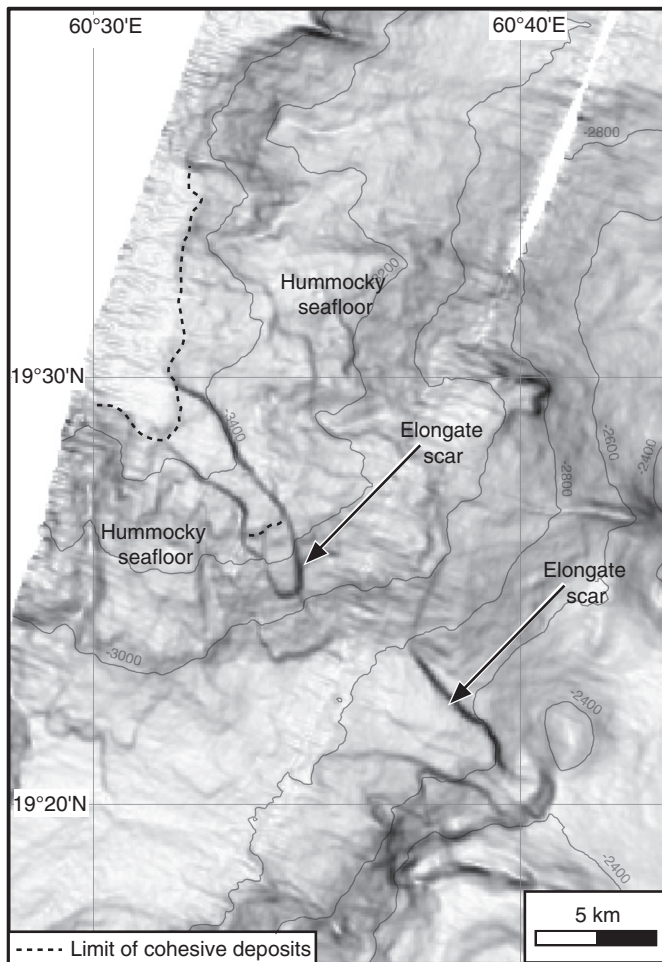 60°30'E
60°40'E
-2800
Hummocky
seafloor
-3200
19°30'N
-3400
Elongate
scar
-2600
-2400
-2800
Hummocky
seafloor
Elongate
scar
-3000
-2400
19°20'N
-2400
5 km
Limit of cohesive deposits